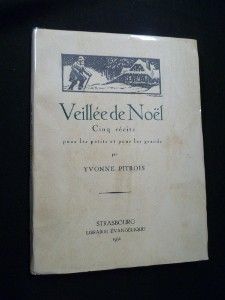 Veillée de Noël
Cinq récits
pour les petits et pour les grands
par
YVONNE PITROIS
STRASBOURG
LIBRAIRIE ÉVANGÉLIQUE